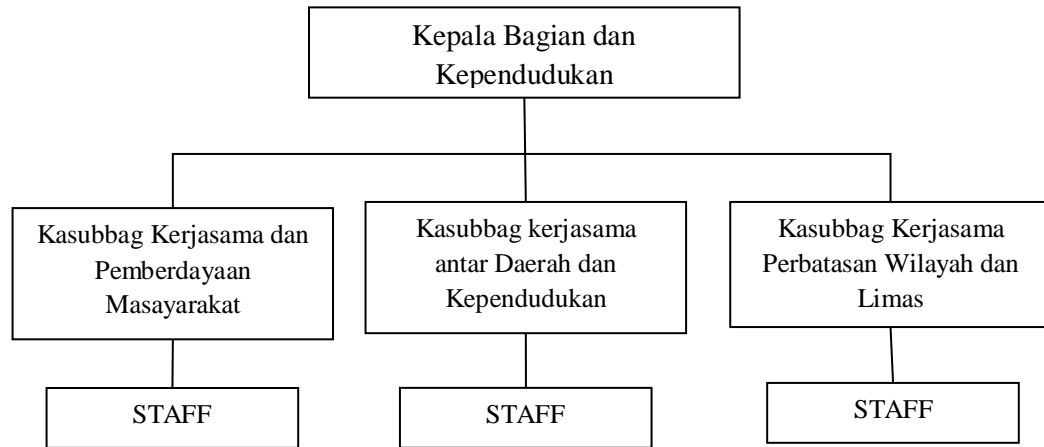 Kepala Bagian dan
Kependudukan
Kasubbag Kerjasama dan
Pemberdayaan
Masayarakat
Kasubbag kerjasama
antar Daerah dan
Kependudukan
Kasubbag Kerjasama
Perbatasan Wilayah dan
Limas
STAFF
STAFF
STAFF